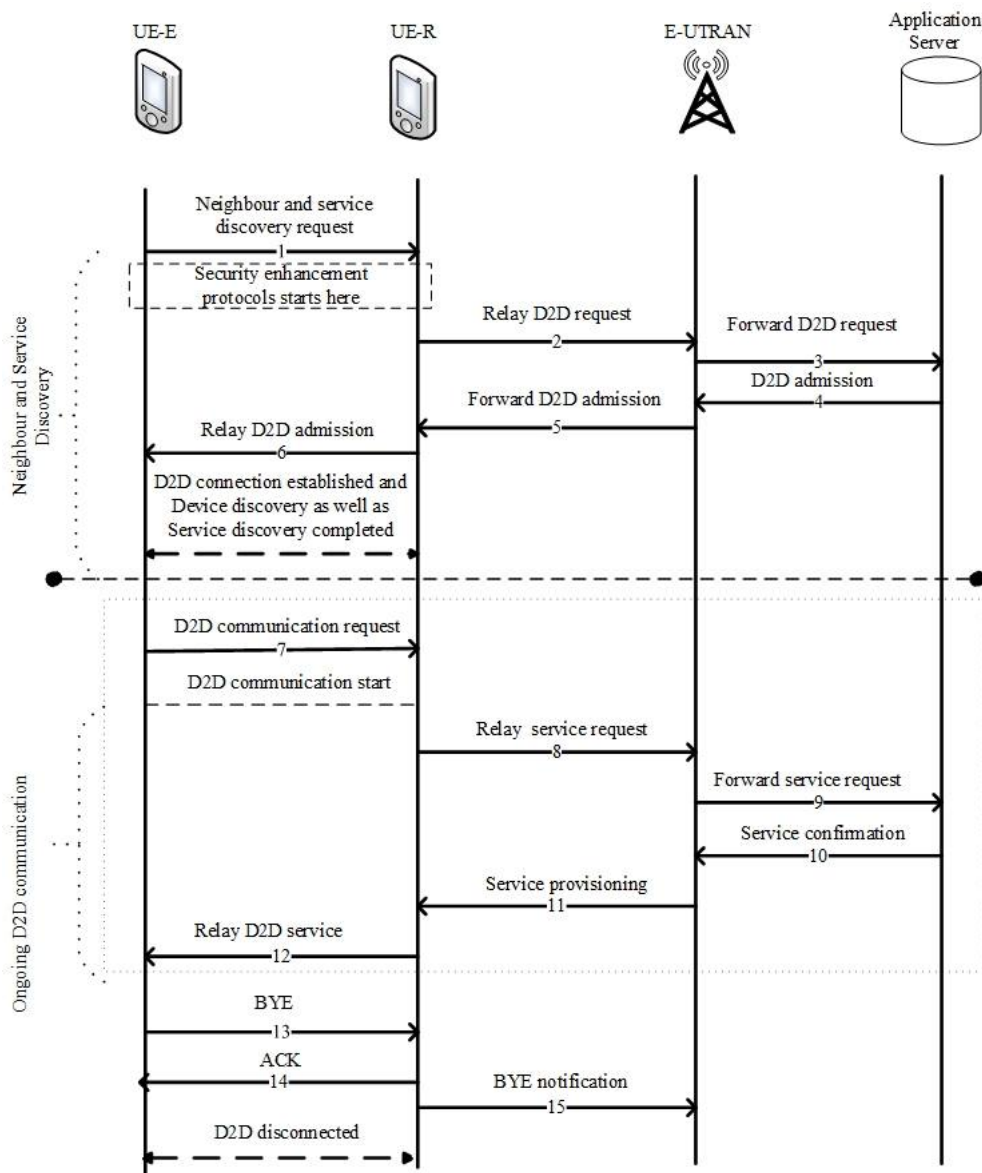 UE-E
UE-R
E-UTRAN
Application
Server
Neighbour and service
discovery request
1
Security enhancement
protocols starts here
Relay D2D request
2
Forward D2D request
3
D2D admission
4
Forward D2D admission
5
Relay D2D admission
6
D2D connection established and
Device discovery as well as
Service discovery completed
Neighbour and Service
Discovery
D2D communication request
7
D2D communication start
Relay service request
8
Forward service request
9
Service confirmation
10
Service provisioning
11
Relay D2D service
12
Ongoing D2D communication
BYE
13
ACK
14
BYE notification
15
D2D disconnected